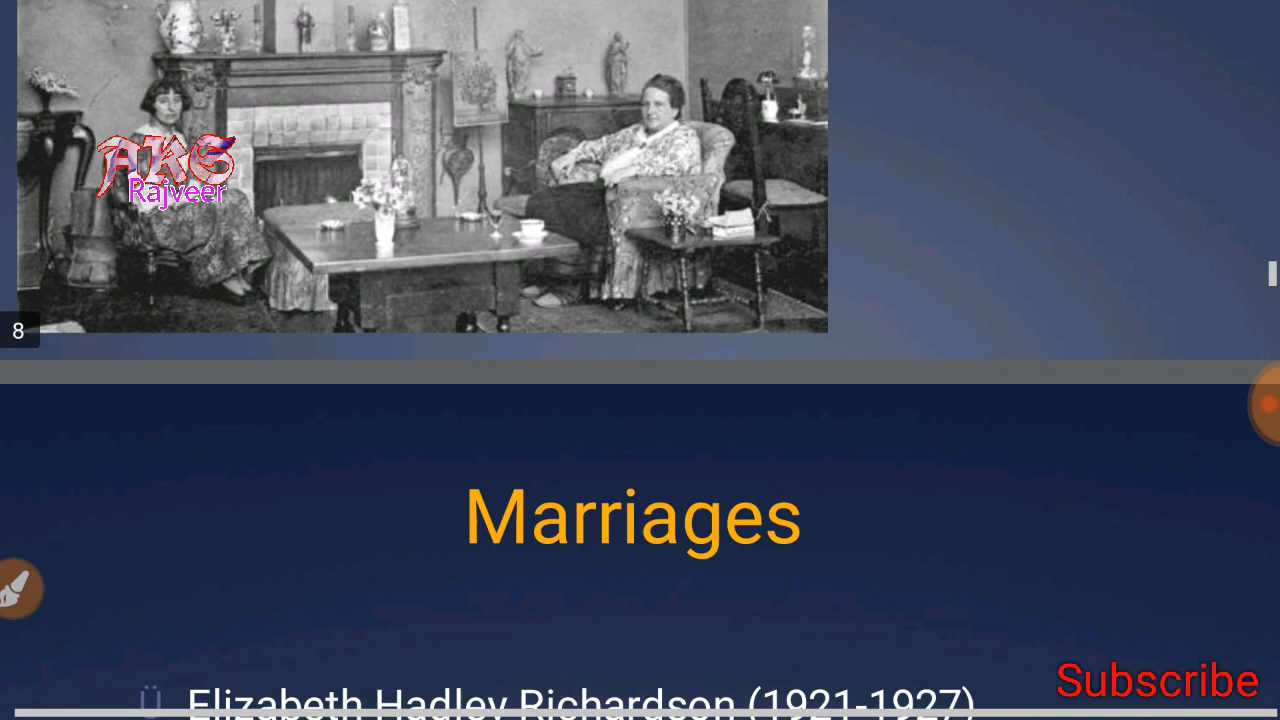 AKS
Rajveer
8
Marriages
Ü Elizabeth Hadley Richardson (1921-1927)
Subscribe